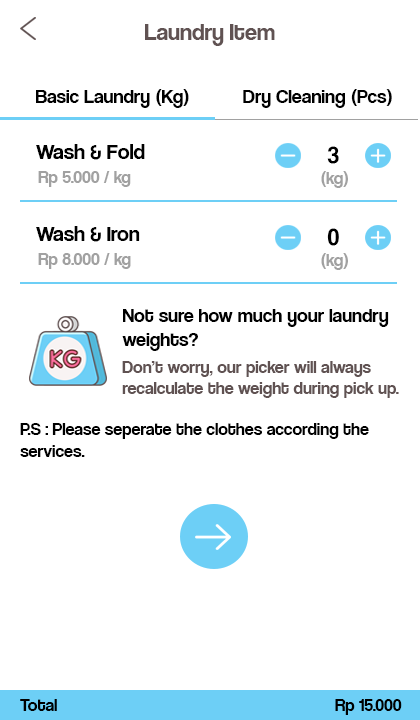 Laundry Item
Basic Laundry (Kg)
Dry Cleaning (Pcs)
Wash & Fold
3
Rp 5.000 / kg
(kg)
Wash & Iron
0
Rp 8.000 / kg
(kg)
KG
Not sure how much your laundry
weights?
Don't worry, our picker will always
recalculate the weight during pick up.
P.S : Please seperate the clothes according the
services.
Total
Rp 15.000